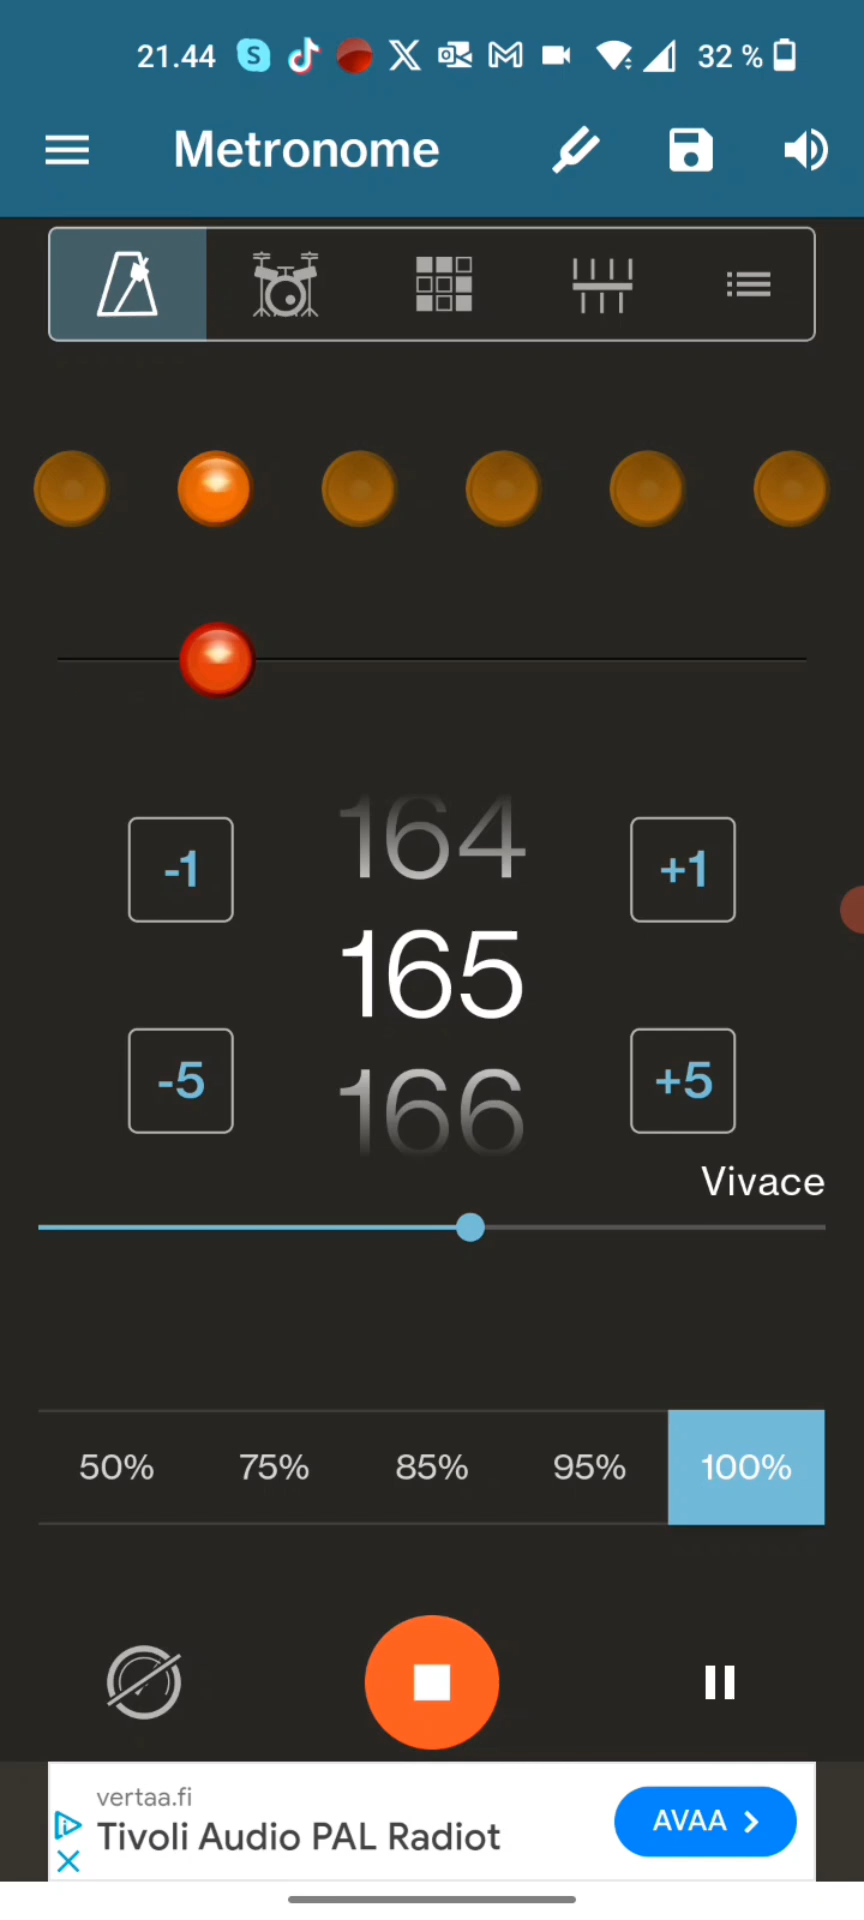 21.44 32 %
Metronome
164
-1 +1
165
-5 +5
166
Vivace
50% 75% 85% 95% 100%
vertaa.fi
Tivoli Audio PAL Radiot
AVAA